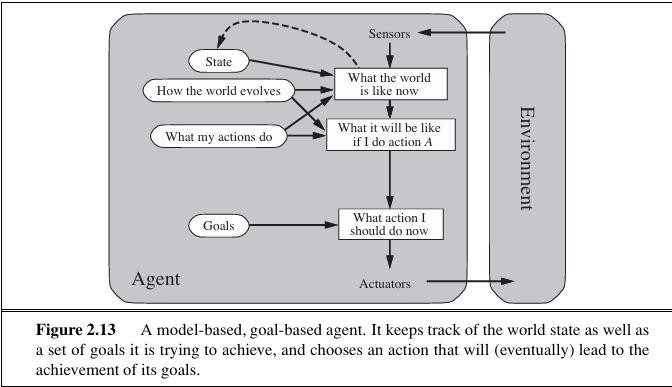 Sensors
State
What the world
is like now
How the world evolves
What my actions do
What it will be like
if I do action A
Environment
Goals
What action I
should do now
Agent
Actuators
Figure 2.13 A model-based, goal-based agent. It keeps track of the world state as well as
a set of goals it is trying to achieve, and chooses an action that will (eventually) lead to the
achievement of its goals.